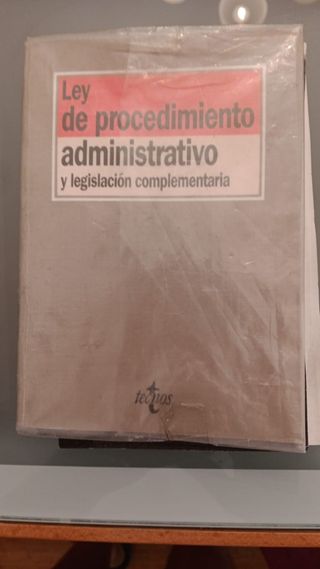 Ley
de procedimiento
administrativo
y legislación complementaria
tecnos